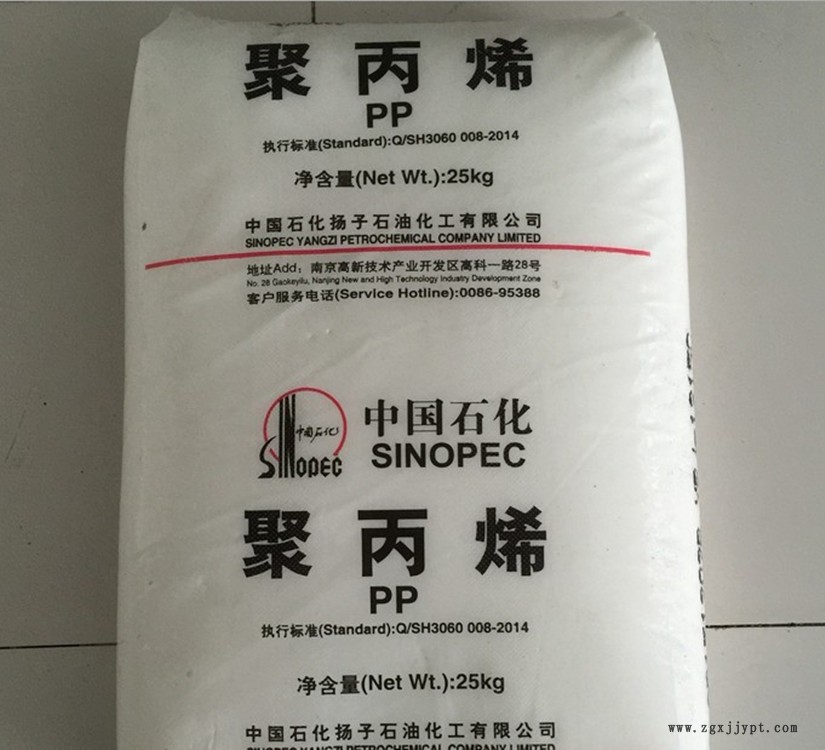 聚丙烯
PP
执行标准(Standard):Q/SH3060 008-2014
净含量(Net Wt.):25kg
中国石化扬子石油化工有限公司
SINOPEC YANGZI PETROCHEMICAL COMPANY LIMITED
地址Add：南京高新技术产业开发区高科一路28号
No. 28 Gaokeyilu, Nanjing New and High Technology Industry Development Zone
客户服务电话(Service Hotline):0086-95388
中国石化
SINOPEC
中国石化
SINOPEC
聚丙烯
PP
执行标准(Standard):Q/SH3060 008-2014
净含量(Net Wt.):25kg
中国石化扬子石油化工有限公司
SINOPEC YANGZI PETROCHEMICAL COMPANY LIMITED
www.zgxjjypt.com